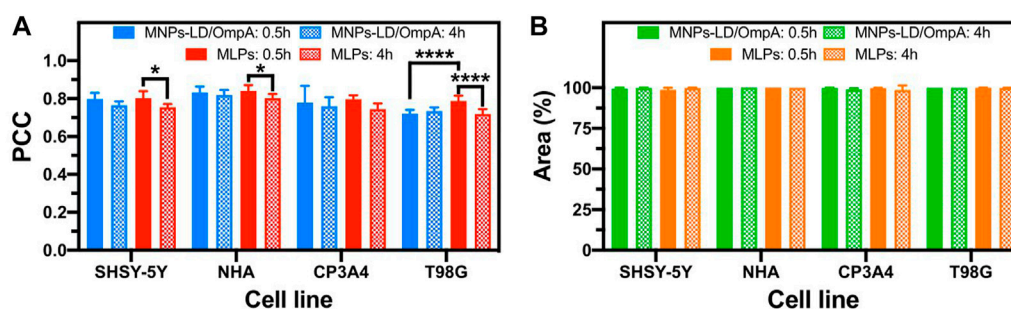 A
MNPs-LD/OmpA: 0.5h MNPs-LD/OmpA: 4h
MLPs: 0.5h MLPs: 4h
PCC
1.0
0.8
0.6
0.4
0.2
0.0
* * **** ****
SHSY-5Y NHA CP3A4 T98G
Cell line
B
MNPs-LD/OmpA: 0.5h MNPs-LD/OmpA: 4h
MLPs: 0.5h MLPs: 4h
Area (%)
100
75
50
25
0
SHSY-5Y NHA CP3A4 T98G
Cell line